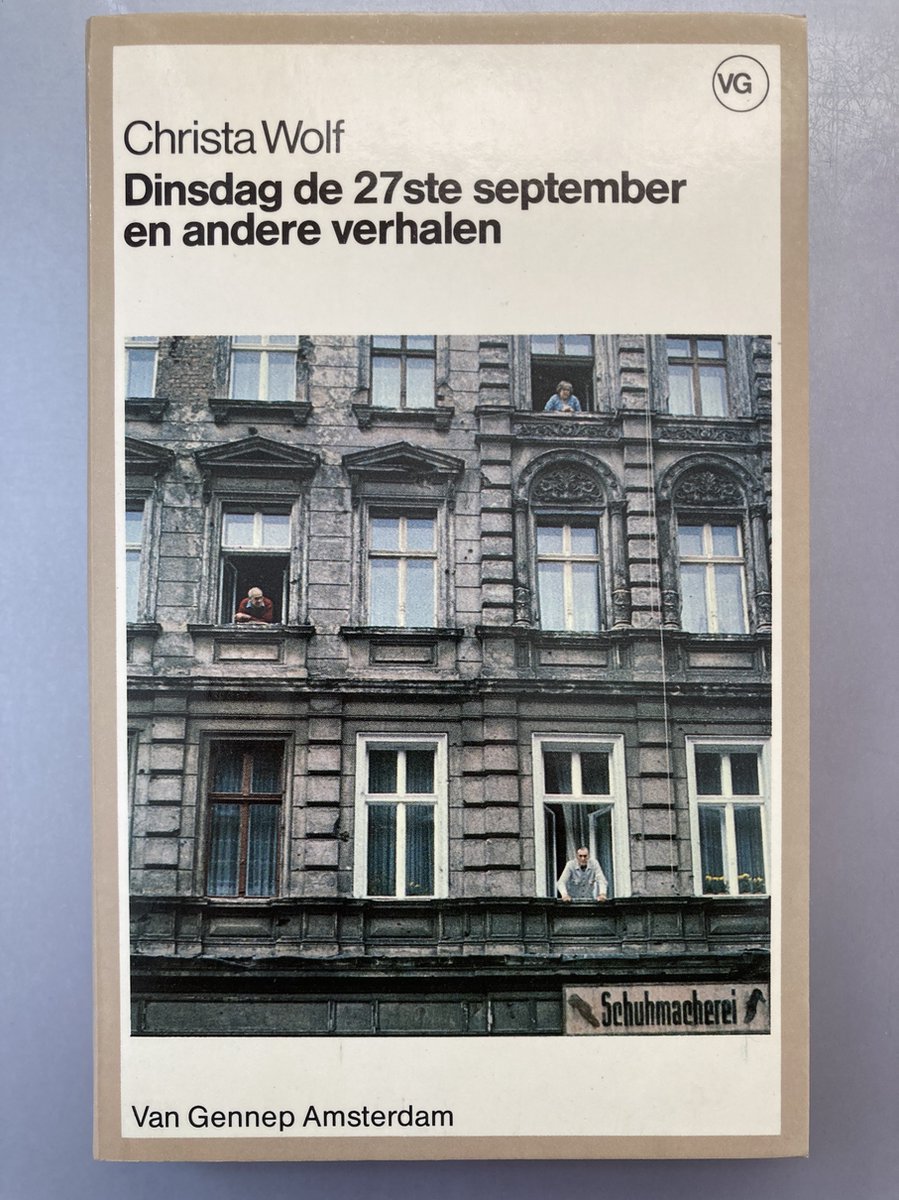 VG
Christa Wolf
Dinsdag de 27ste september
en andere verhalen
Schuhmacherei
Van Gennep Amsterdam